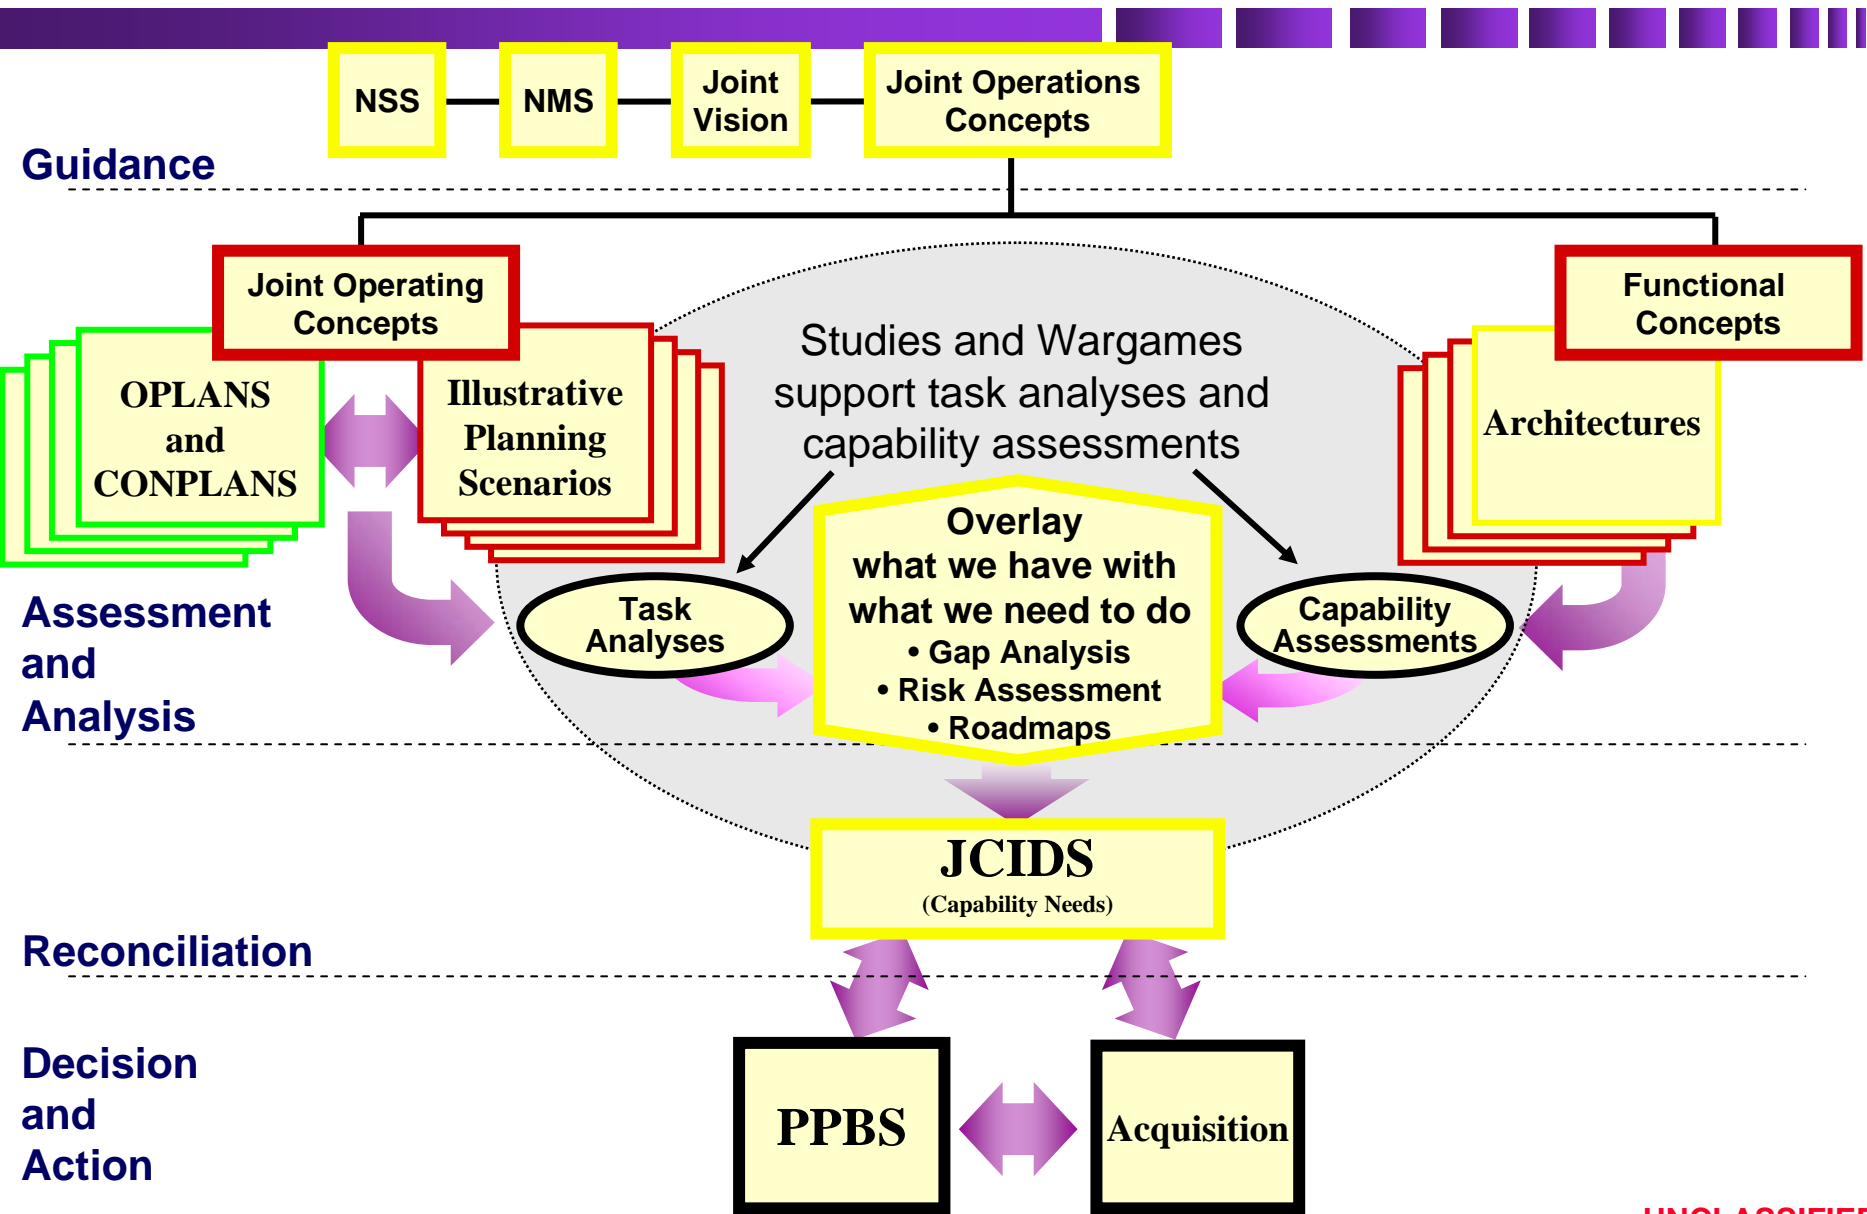 NSS
NMS
Joint
Vision
Joint Operations
Concepts
Guidance
Joint Operating
Concepts
Functional
Concepts
OPLANS
and
CONPLANS
Illustrative
Planning
Scenarios
Studies and Wargames
support task analyses and
capability assessments
Architectures
Assessment
and
Analysis
Task
Analyses
Overlay
what we have with
what we need to do
• Gap Analysis
• Risk Assessment
• Roadmaps
Capability
Assessments
JCIDS
(Capability Needs)
Reconciliation
Decision
and
Action
PPBS
Acquisition